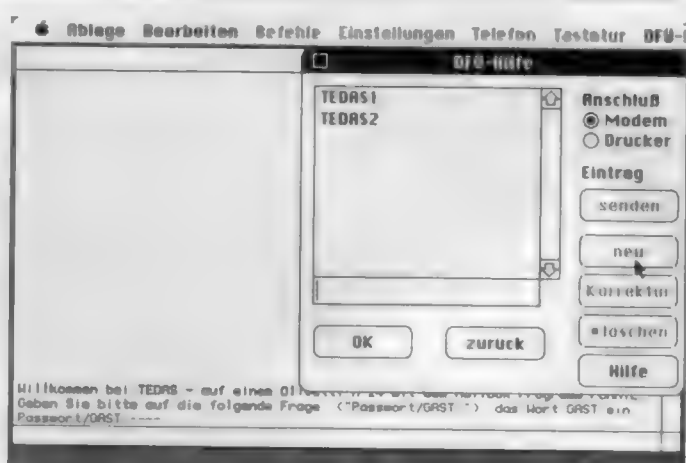 Ablage Bearbeiten Befehle Einstellungen Telefon Tastatur DFÜ-
DFÜ-Hilfe
TEDAS1
TEDAS2
Anschluß
Modem
Drucker
Eintrag
senden
neu
Korrektur
löschen
Hilfe
OK
zurück
Willkommen bei TEDAS - auf einem
Geben Sie bitte auf die folgende Frage ("Passwort/GAST ") das Wort GAST ein
Passwort/GAST ----